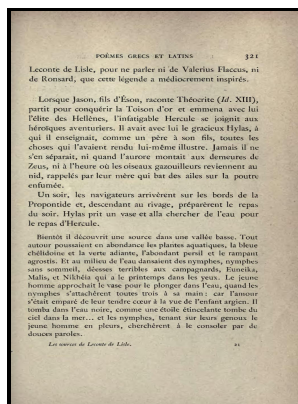 POÈMES GRECS ET LATINS 321
Leconte de Lisle, pour ne parler ni de Valerius Flaccus, ni
de Ronsard, que cette légende a médiocrement inspirés.
Lorsque Jason, fils d'Éson, raconte Théocrite (Id. XIII),
partit pour conquérir la Toison d'or et emmena avec lui
l'élite des Hellènes, l'infatigable Hercule se joignit aux
héroïques aventuriers. Il avait avec lui le gracieux Hylas, à
qui il enseignait, comme un père à son fils, toutes les
choses qui l'avaient rendu lui-même illustre. Jamais il ne
s'en séparait, ni quand l'aurore montait aux demeures de
Zeus, ni à l'heure où les oiseaux gazouilleurs reviennent au
nid, rappelés par leur mère qui bat des ailes sur la poutre
enfumée.
Un soir, les navigateurs arrivèrent sur les bords de la
Propontide et, descendant au rivage, préparèrent le repas
du soir. Hylas prit un vase et alla chercher de l'eau pour
le repas d'Hercule.
Bientôt il découvrit une source dans une vallée basse. Tout
autour poussaient en abondance les plantes aquatiques, la bleue
chélidoine et la verte adiante, l'abondant persil et le rampant
agrostis. Et au milieu de l'eau dansaient des nymphes, nymphes
sans sommeil, déesses terribles aux campagnards, Euneika,
Malis, et Nikhéia qui a le printemps dans les yeux. Le jeune
homme approchait le vase pour le plonger dans l'eau, quand les
nymphes s'attachèrent toutes trois à sa main : car l'amour
s'était emparé de leur tendre cœur à la vue de l'enfant argien. Il
tomba dans l'eau noire, comme une étoile étincelante tombe du
ciel dans la mer... et les nymphes, tenant sur leurs genoux le
jeune homme en pleurs, cherchèrent à le consoler par de
douces paroles.
Les sources de Leconte de Lisle. 21